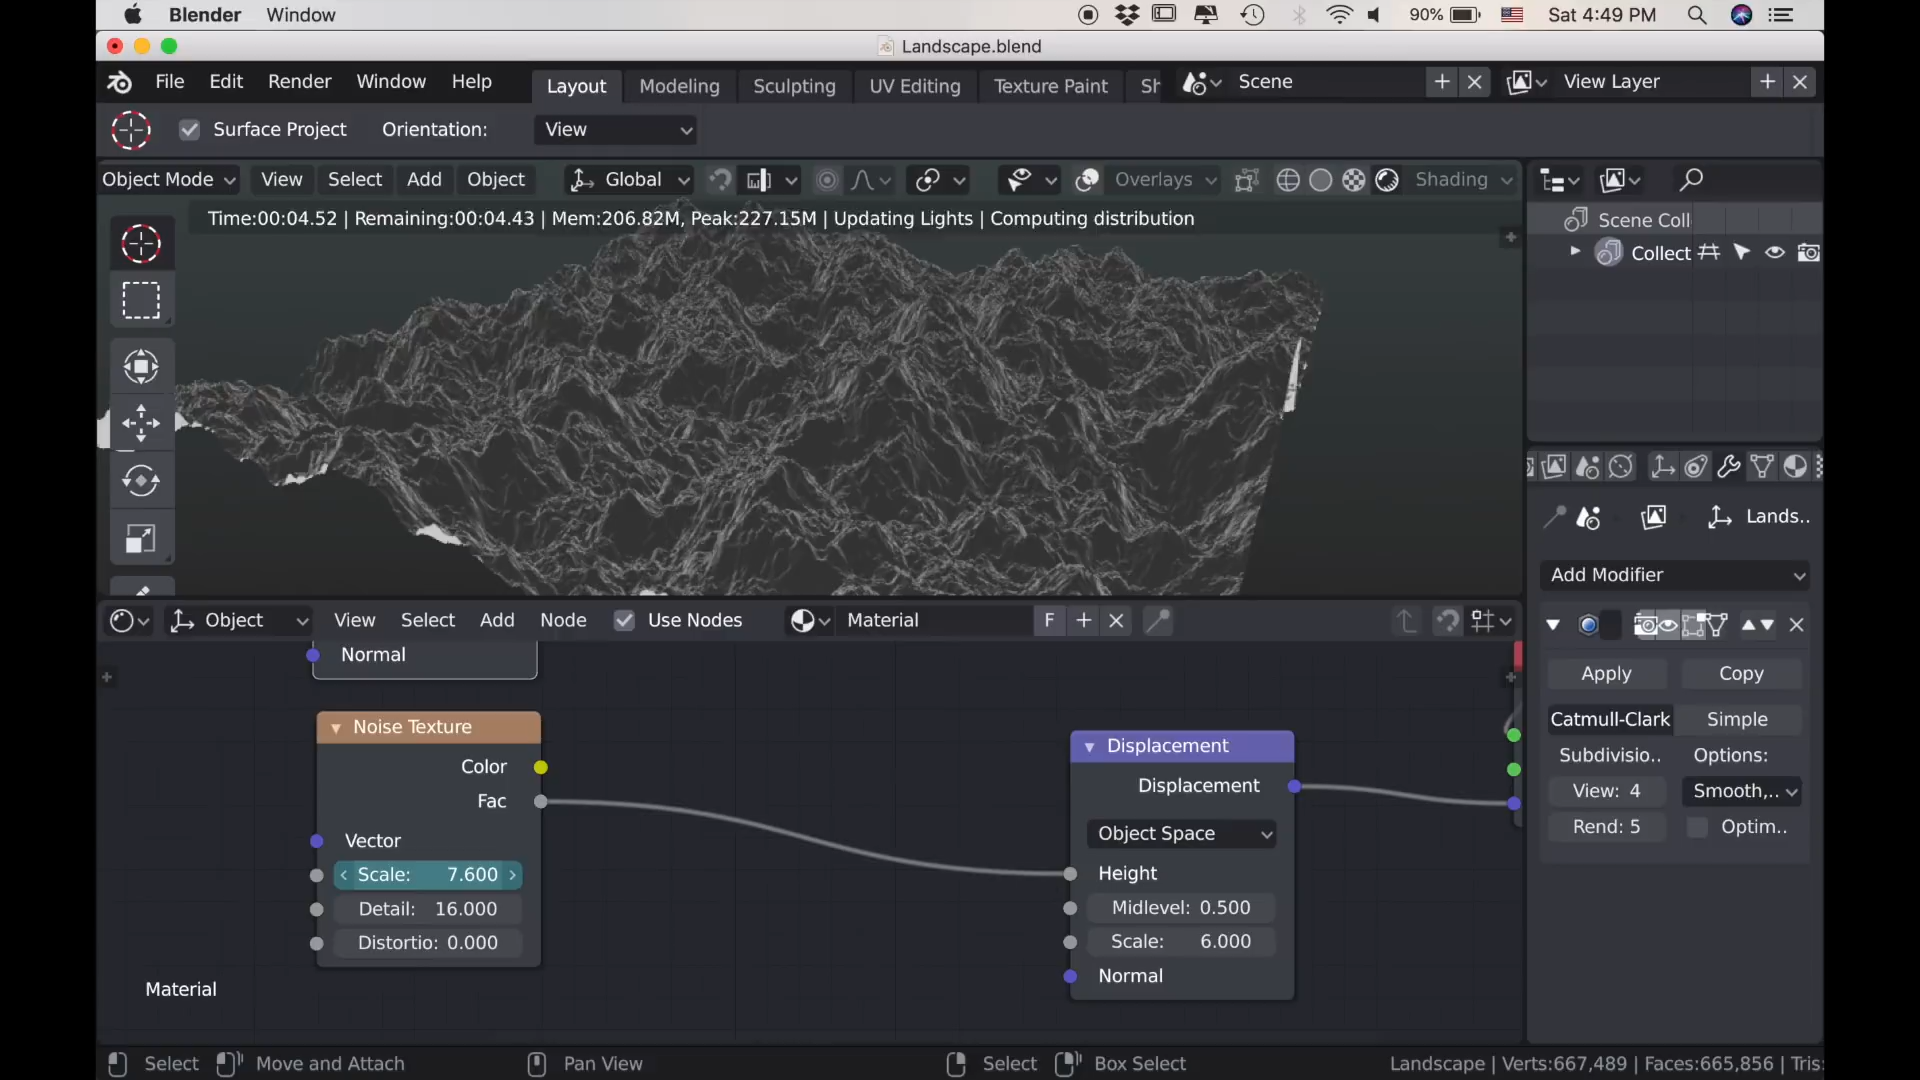 Blender Window 90% Sat 4:49 PM
Landscape.blend
File Edit Render Window Help Layout Modeling Sculpting UV Editing Texture Paint Sh Scene View Layer
Surface Project Orientation: View
Object Mode View Select Add Object Global Overlays Shading
Time:00:04.52 | Remaining:00:04.43 | Mem:206.82M, Peak:227.15M | Updating Lights | Computing distribution
Scene Coll
Collect
Lands..
Add Modifier
Apply Copy
Catmull-Clark Simple
Subdivisio.. Options:
View: 4 Smooth,..
Rend: 5 Optim..
Object View Select Add Node Use Nodes Material F
Normal
Noise Texture
Color
Fac
Vector
Scale: 7.600
Detail: 16.000
Distortio: 0.000
Displacement
Displacement
Object Space
Height
Midlevel: 0.500
Scale: 6.000
Normal
Material
Select Move and Attach Pan View Select Box Select Landscape | Verts:667,489 | Faces:665,856 | Tris: